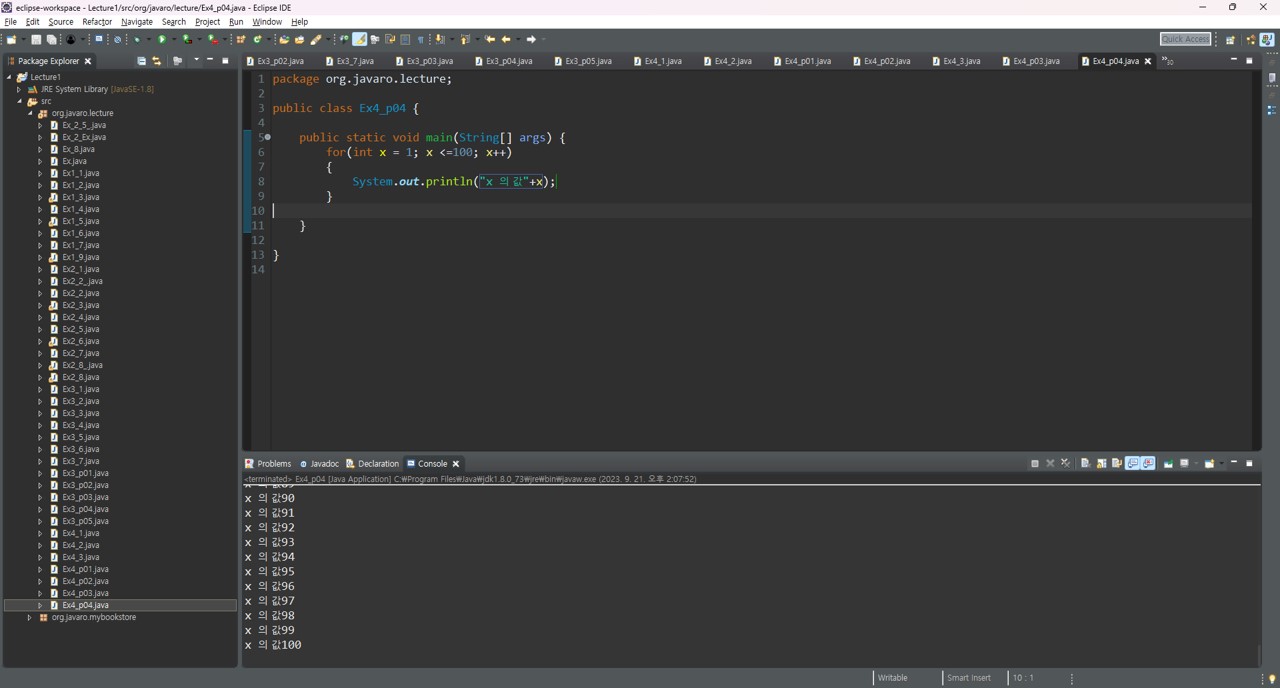 eclipse-workspace - Lecture1/src/org/javaro/lecture/Ex4_p04.java - Eclipse IDE
File Edit Source Refactor Navigate Search Project Run Window Help
Quick Access
Package Explorer
Ex3_p02.java Ex3_7.java Ex3_p03.java Ex3_p04.java Ex3_p05.java Ex4_1.java Ex4_2.java Ex4_p01.java Ex4_p02.java Ex4_3.java Ex4_p03.java Ex4_p04.java »30
Lecture1
JRE System Library [JavaSE-1.8]
src
org.javaro.lecture
Ex_2_5_.java
Ex_2_Ex.java
Ex_8.java
Ex.java
Ex1_1.java
Ex1_2.java
Ex1_3.java
Ex1_4.java
Ex1_5.java
Ex1_6.java
Ex1_7.java
Ex1_9.java
Ex2_1.java
Ex2_2_.java
Ex2_2.java
Ex2_3.java
Ex2_4.java
Ex2_5.java
Ex2_6.java
Ex2_7.java
Ex2_8_.java
Ex2_8.java
Ex3_1.java
Ex3_2.java
Ex3_3.java
Ex3_4.java
Ex3_5.java
Ex3_6.java
Ex3_7.java
Ex3_p01.java
Ex3_p02.java
Ex3_p03.java
Ex3_p04.java
Ex3_p05.java
Ex4_1.java
Ex4_2.java
Ex4_3.java
Ex4_p01.java
Ex4_p02.java
Ex4_p03.java
Ex4_p04.java
org.javaro.mybookstore
1 package org.javaro.lecture;
2
3 public class Ex4_p04 {
4
5 public static void main(String[] args) {
6 for(int x = 1; x <=100; x++)
7 {
8 System.out.println("x 의 값"+x);
9 }
10
11 }
12
13 }
14
Problems Javadoc Declaration Console
<terminated> Ex4_p04 [Java Application] C:₩Program Files₩Java₩jdk1.8.0_73₩jre₩bin₩javaw.exe (2023. 9. 21. 오후 2:07:52)
x 의 값89
x 의 값90
x 의 값91
x 의 값92
x 의 값93
x 의 값94
x 의 값95
x 의 값96
x 의 값97
x 의 값98
x 의 값99
x 의 값100
Writable Smart Insert 10 : 1